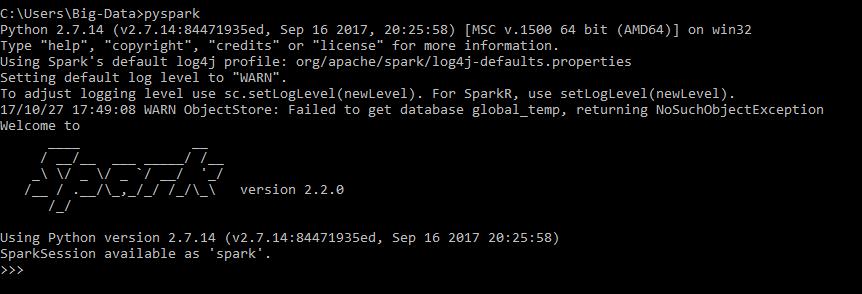 C:\Users\Big-Data>pyspark
Python 2.7.14 (v2.7.14:84471935ed, Sep 16 2017, 20:25:58) [MSC v.1500 64 bit (AMD64)] on win32
Type "help", "copyright", "credits" or "license" for more information.
Using Spark's default log4j profile: org/apache/spark/log4j-defaults.properties
Setting default log level to "WARN".
To adjust logging level use sc.setLogLevel(newLevel). For SparkR, use setLogLevel(newLevel).
17/10/27 17:49:08 WARN ObjectStore: Failed to get database global_temp, returning NoSuchObjectException
Welcome to
      ____              __
     / __/__  ___ _____/ /__
    _\ \/ _ \/ _ `/ __/  '_/
   /__ / .__/\_,_/_/ /_/\_\   version 2.2.0
      /_/
Using Python version 2.7.14 (v2.7.14:84471935ed, Sep 16 2017 20:25:58)
SparkSession available as 'spark'.
>>>